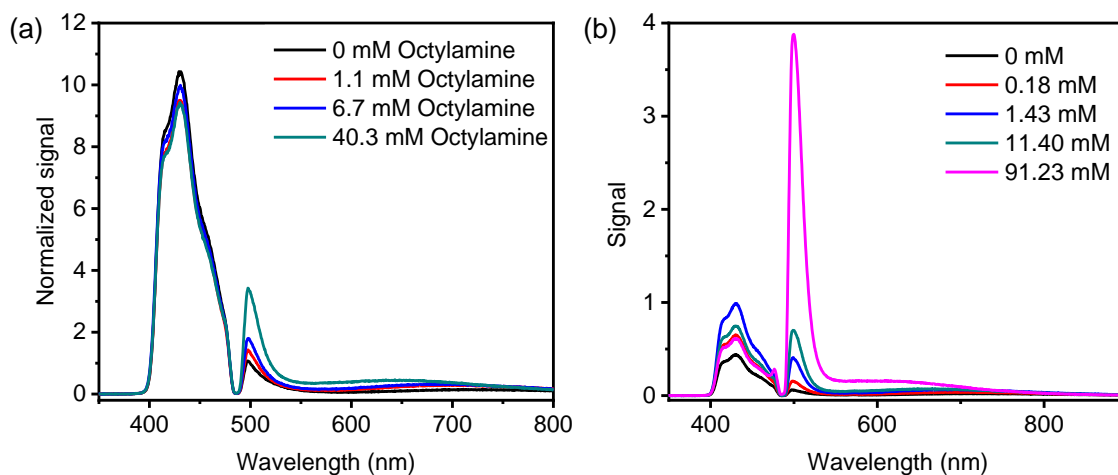 (a)
12
10
8
6
4
2
0
Normalized signal
0 mM Octylamine
1.1 mM Octylamine
6.7 mM Octylamine
40.3 mM Octylamine
400 500 600 700 800
Wavelength (nm)
(b)
4
3
2
1
0
Signal
0 mM
0.18 mM
1.43 mM
11.40 mM
91.23 mM
400 600 800
Wavelength (nm)